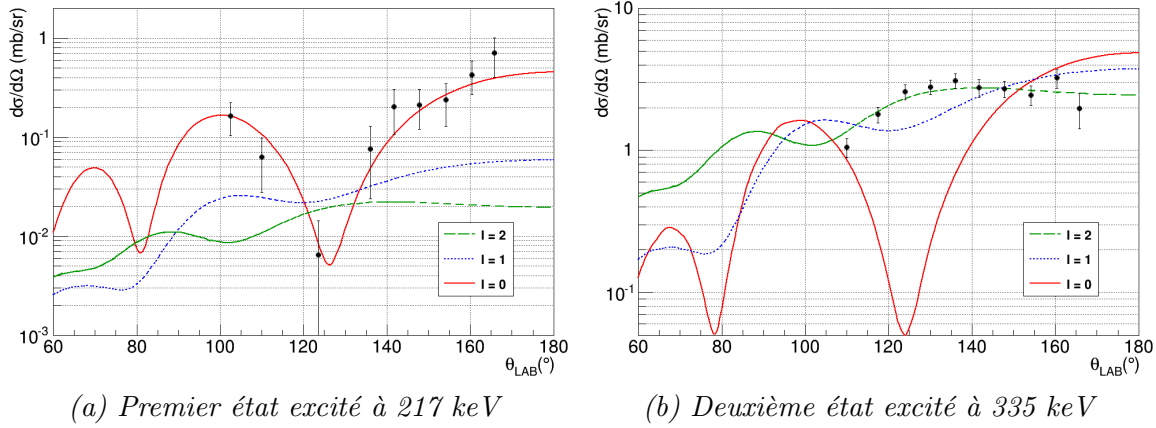 dσ/dΩ (mb/sr)
1
10⁻¹
10⁻²
10⁻³
l = 2
l = 1
l = 0
60 80 100 120 140 160 180
θLAB(°)
(a) Premier état excité à 217 keV
dσ/dΩ (mb/sr)
10
1
10⁻¹
l = 2
l = 1
l = 0
60 80 100 120 140 160 180
θLAB(°)
(b) Deuxième état excité à 335 keV